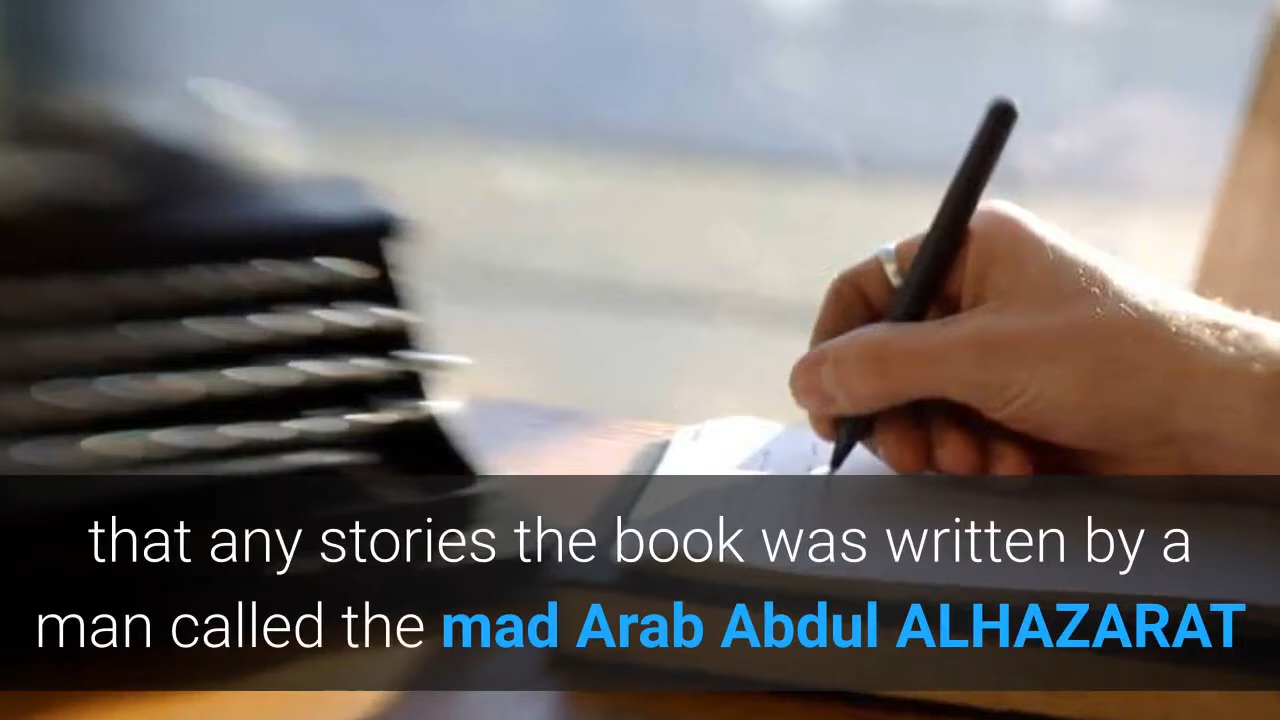 that any stories the book was written by a
man called the mad Arab Abdul ALHAZARAT